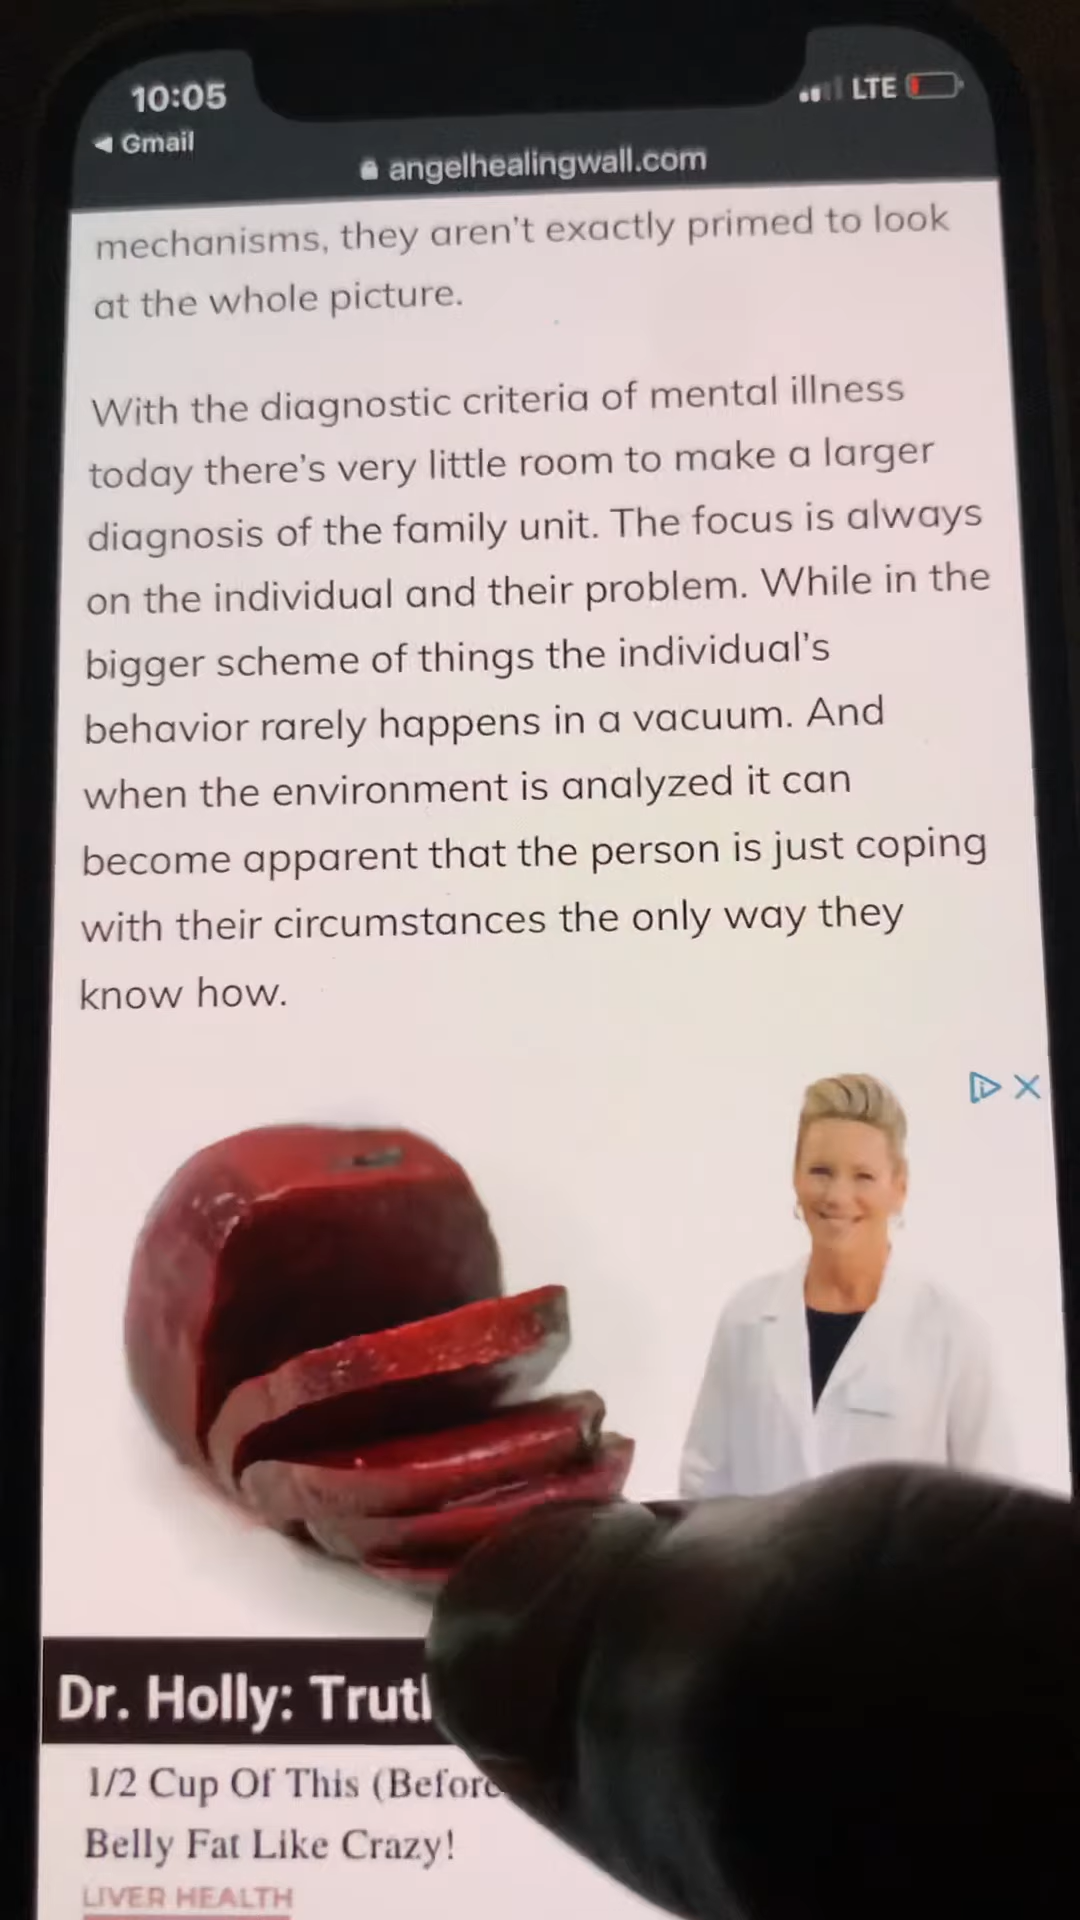 10:05
LTE
Gmail
angelhealingwall.com
mechanisms, they aren't exactly primed to look
at the whole picture.
With the diagnostic criteria of mental illness
today there's very little room to make a larger
diagnosis of the family unit. The focus is always
on the individual and their problem. While in the
bigger scheme of things the individual's
behavior rarely happens in a vacuum. And
when the environment is analyzed it can
become apparent that the person is just coping
with their circumstances the only way they
know how.
Dr. Holly:
1/2 Cup Of This (Before
Belly Fat Like Crazy!
LIVER HEALTH